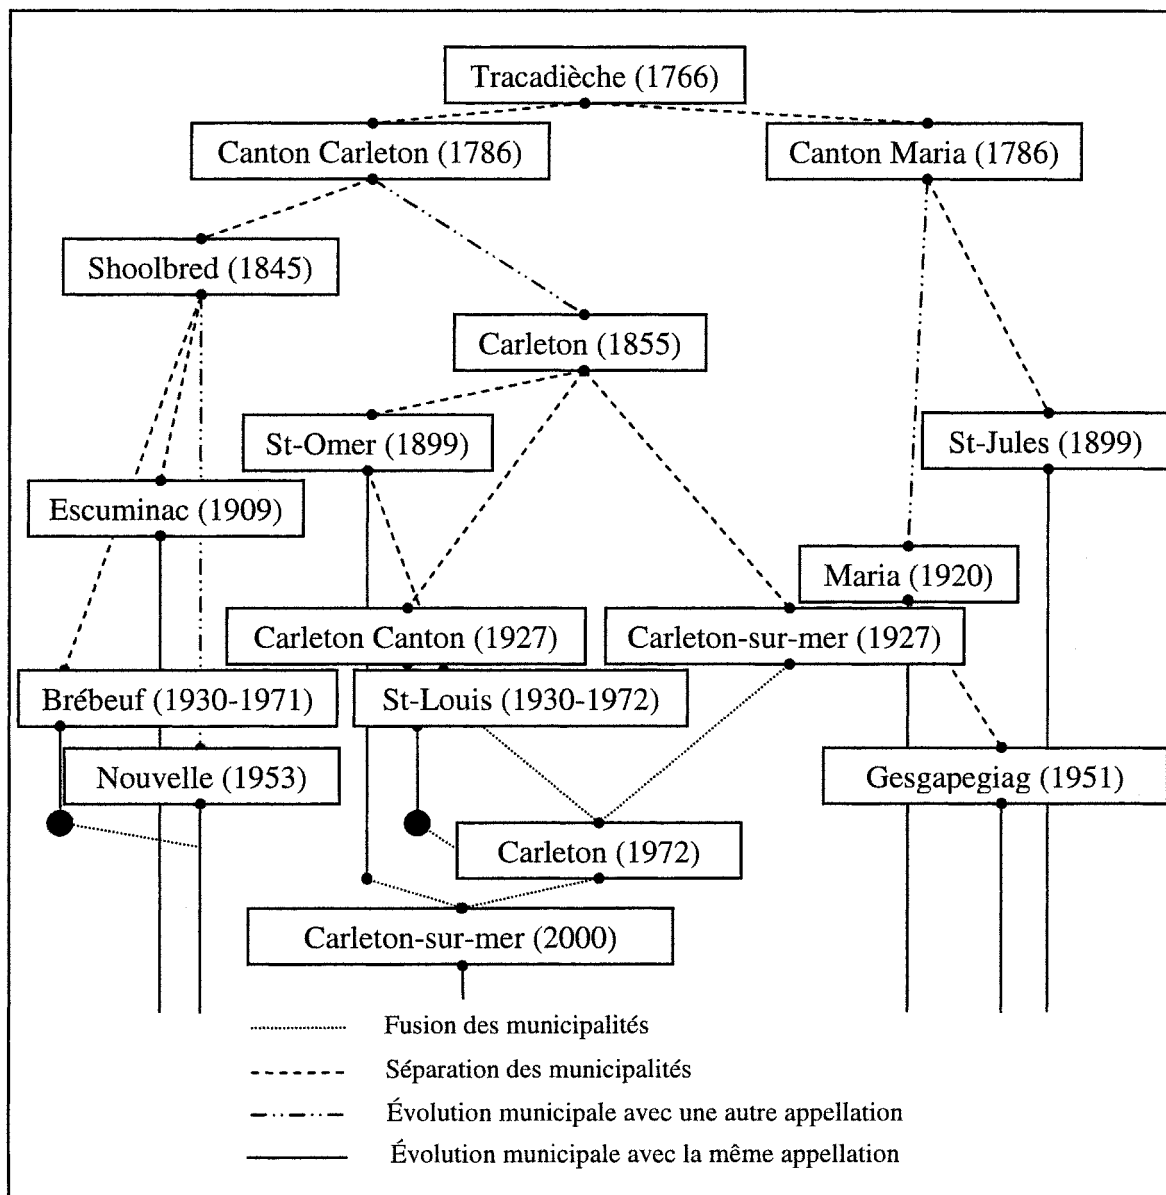 Tracadièche (1766)
Canton Carleton (1786)
Canton Maria (1786)
Shoolbred (1845)
Carleton (1855)
St-Omer (1899)
St-Jules (1899)
Escuminac (1909)
Maria (1920)
Carleton Canton (1927)
Carleton-sur-mer (1927)
Brébeuf (1930-1971)
St-Louis (1930-1972)
Nouvelle (1953)
Gesgapegiag (1951)
Carleton (1972)
Carleton-sur-mer (2000)
Fusion des municipalités
Séparation des municipalités
Évolution municipale avec une autre appellation
Évolution municipale avec la même appellation